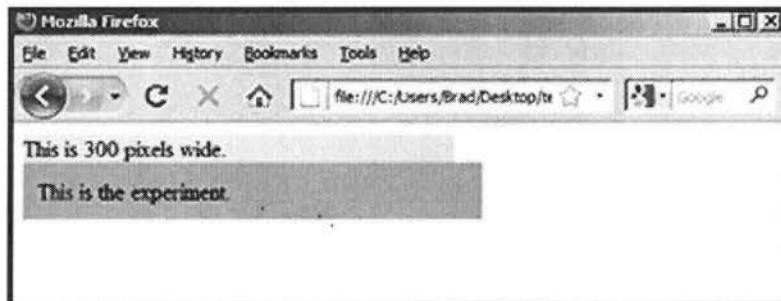 Mozilla Firefox
File Edit View History Bookmarks Tools Help
file:///C:/Users/Brad/Desktop/te Google
This is 300 pixels wide.
This is the experiment.